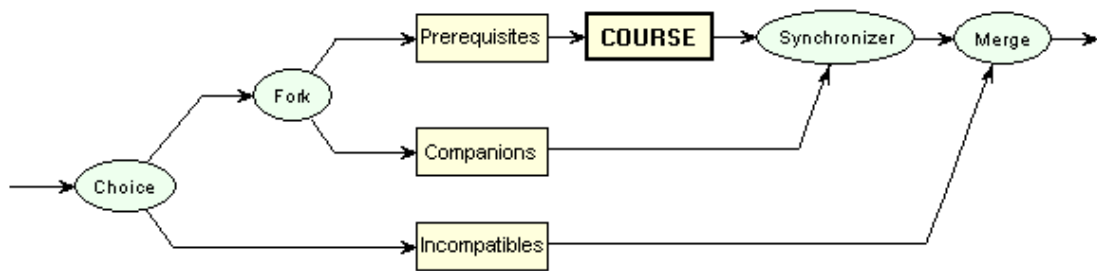 Prerequisites
COURSE
Synchronizer
Merge
Fork
Companions
Choice
Incompatibles